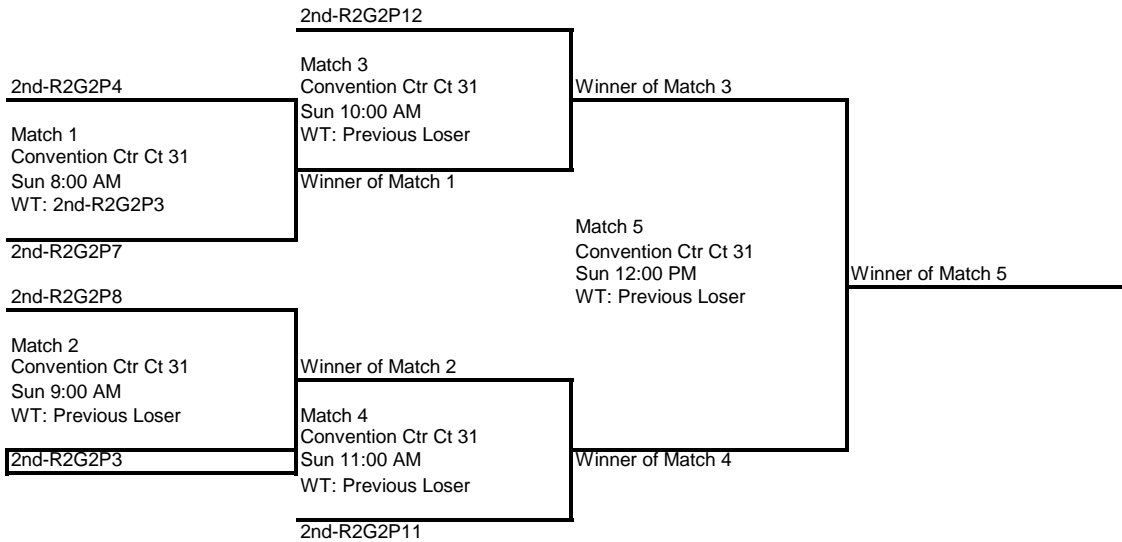 2nd-R2G2P12
Match 3
Convention Ctr Ct 31
Sun 10:00 AM
WT: Previous Loser
2nd-R2G2P4
Match 1
Convention Ctr Ct 31
Sun 8:00 AM
WT: 2nd-R2G2P3
2nd-R2G2P7
Winner of Match 1
Winner of Match 3
2nd-R2G2P8
Match 2
Convention Ctr Ct 31
Sun 9:00 AM
WT: Previous Loser
2nd-R2G2P3
Winner of Match 2
Match 4
Convention Ctr Ct 31
Sun 11:00 AM
WT: Previous Loser
2nd-R2G2P11
Winner of Match 4
Match 5
Convention Ctr Ct 31
Sun 12:00 PM
WT: Previous Loser
Winner of Match 5